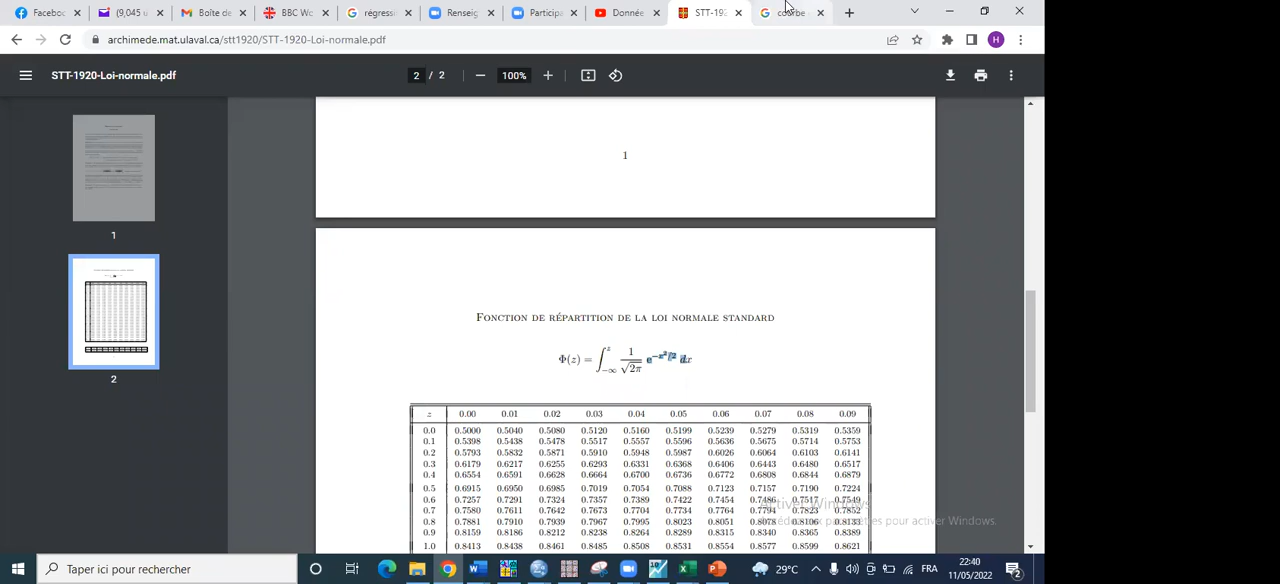 Faceboo
(9,045 u
Boîte de
BBC Wo
régressi
Renseig
Participa
Donnée
STT-192
courbe
archimede.mat.ulaval.ca/stt1920/STT-1920-Loi-normale.pdf
H
STT-1920-Loi-normale.pdf
2 / 2
100%
1
2
1
FONCTION DE RÉPARTITION DE LA LOI NORMALE STANDARD
Φ(z) = ∫_{-∞}^{z} 1/√2π e^{-x²/2} dx
z 0.00 0.01 0.02 0.03 0.04 0.05 0.06 0.07 0.08 0.09
0.0 0.5000 0.5040 0.5080 0.5120 0.5160 0.5199 0.5239 0.5279 0.5319 0.5359
0.1 0.5398 0.5438 0.5478 0.5517 0.5557 0.5596 0.5636 0.5675 0.5714 0.5753
0.2 0.5793 0.5832 0.5871 0.5910 0.5948 0.5987 0.6026 0.6064 0.6103 0.6141
0.3 0.6179 0.6217 0.6255 0.6293 0.6331 0.6368 0.6406 0.6443 0.6480 0.6517
0.4 0.6554 0.6591 0.6628 0.6664 0.6700 0.6736 0.6772 0.6808 0.6844 0.6879
0.5 0.6915 0.6950 0.6985 0.7019 0.7054 0.7088 0.7123 0.7157 0.7190 0.7224
0.6 0.7257 0.7291 0.7324 0.7357 0.7389 0.7422 0.7454 0.7486 0.7517 0.7549
0.7 0.7580 0.7611 0.7642 0.7673 0.7704 0.7734 0.7764 0.7794 0.7823 0.7852
0.8 0.7881 0.7910 0.7939 0.7967 0.7995 0.8023 0.8051 0.8078 0.8106 0.8133
0.9 0.8159 0.8186 0.8212 0.8238 0.8264 0.8289 0.8315 0.8340 0.8365 0.8389
1.0 0.8413 0.8438 0.8461 0.8485 0.8508 0.8531 0.8554 0.8577 0.8599 0.8621
Activer Windows
Accédez aux paramètres pour activer Windows.
Taper ici pour rechercher
29°C
FRA
22:40
11/05/2022
2